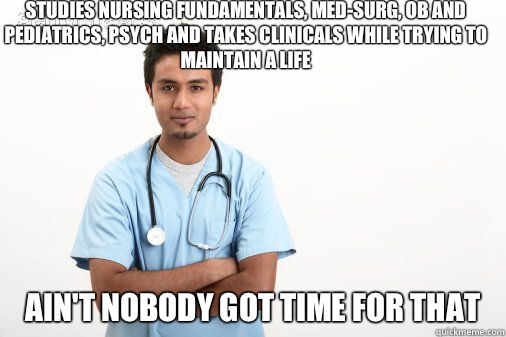 STUDIES NURSING FUNDAMENTALS, MED-SURG, OB AND
PEDIATRICS, PSYCH AND TAKES CLINICALS WHILE TRYING TO
MAINTAIN A LIFE
AIN'T NOBODY GOT TIME FOR THAT
quickmeme.com